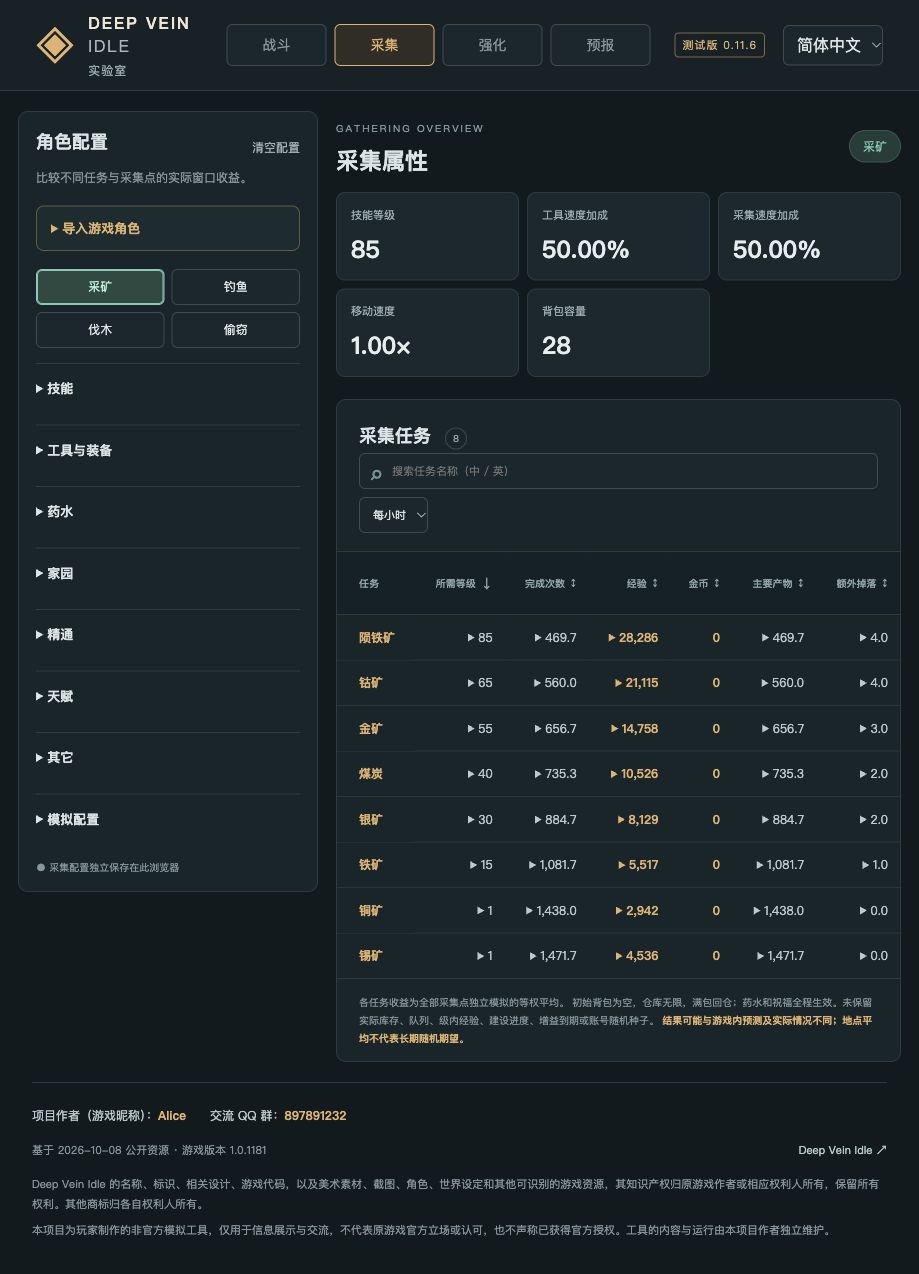 DEEP VEIN
IDLE
实验室
战斗
采集
强化
预报
测试版 0.11.6
简体中文
角色配置
清空配置
比较不同任务与采集点的实际窗口收益。
导入游戏角色
采矿
钓鱼
伐木
偷窃
技能
工具与装备
药水
家园
精通
天赋
其它
模拟配置
采集配置独立保存在此浏览器
GATHERING OVERVIEW
采集属性
采矿
技能等级
85
工具速度加成
50.00%
采集速度加成
50.00%
移动速度
1.00×
背包容量
28
采集任务 8
搜索任务名称（中 / 英）
每小时
任务 所需等级 ↓ 完成次数 ↕ 经验 ↕ 金币 ↕ 主要产物 ↕ 额外掉落 ↕
陨铁矿 ▶ 85 ▶ 469.7 ▶ 28,286 0 ▶ 469.7 ▶ 4.0
钴矿 ▶ 65 ▶ 560.0 ▶ 21,115 0 ▶ 560.0 ▶ 4.0
金矿 ▶ 55 ▶ 656.7 ▶ 14,758 0 ▶ 656.7 ▶ 3.0
煤炭 ▶ 40 ▶ 735.3 ▶ 10,526 0 ▶ 735.3 ▶ 2.0
银矿 ▶ 30 ▶ 884.7 ▶ 8,129 0 ▶ 884.7 ▶ 2.0
铁矿 ▶ 15 ▶ 1,081.7 ▶ 5,517 0 ▶ 1,081.7 ▶ 1.0
铜矿 ▶ 1 ▶ 1,438.0 ▶ 2,942 0 ▶ 1,438.0 ▶ 0.0
锡矿 ▶ 1 ▶ 1,471.7 ▶ 4,536 0 ▶ 1,471.7 ▶ 0.0
各任务收益为全部采集点独立模拟的等权平均。 初始背包为空，仓库无限，满包回仓；药水和祝福全程生效。未保留
实际库存、队列、级内经验、建设进度、增益到期或账号随机种子。 结果可能与游戏内预测及实际情况不同；地点平
均不代表长期随机期望。
项目作者（游戏昵称）：Alice 交流 QQ 群：897891232
基于 2026-10-08 公开资源 · 游戏版本 1.0.1181
Deep Vein Idle ↗
Deep Vein Idle 的名称、标识、相关设计、游戏代码，以及美术素材、截图、角色、世界设定和其他可识别的游戏资源，其知识产权归原游戏作者或相应权利人所有，保留所有
权利。其他商标归各自权利人所有。
本项目为玩家制作的非官方模拟工具，仅用于信息展示与交流，不代表原游戏官方立场或认可，也不声称已获得官方授权。工具的内容与运行由本项目作者独立维护。